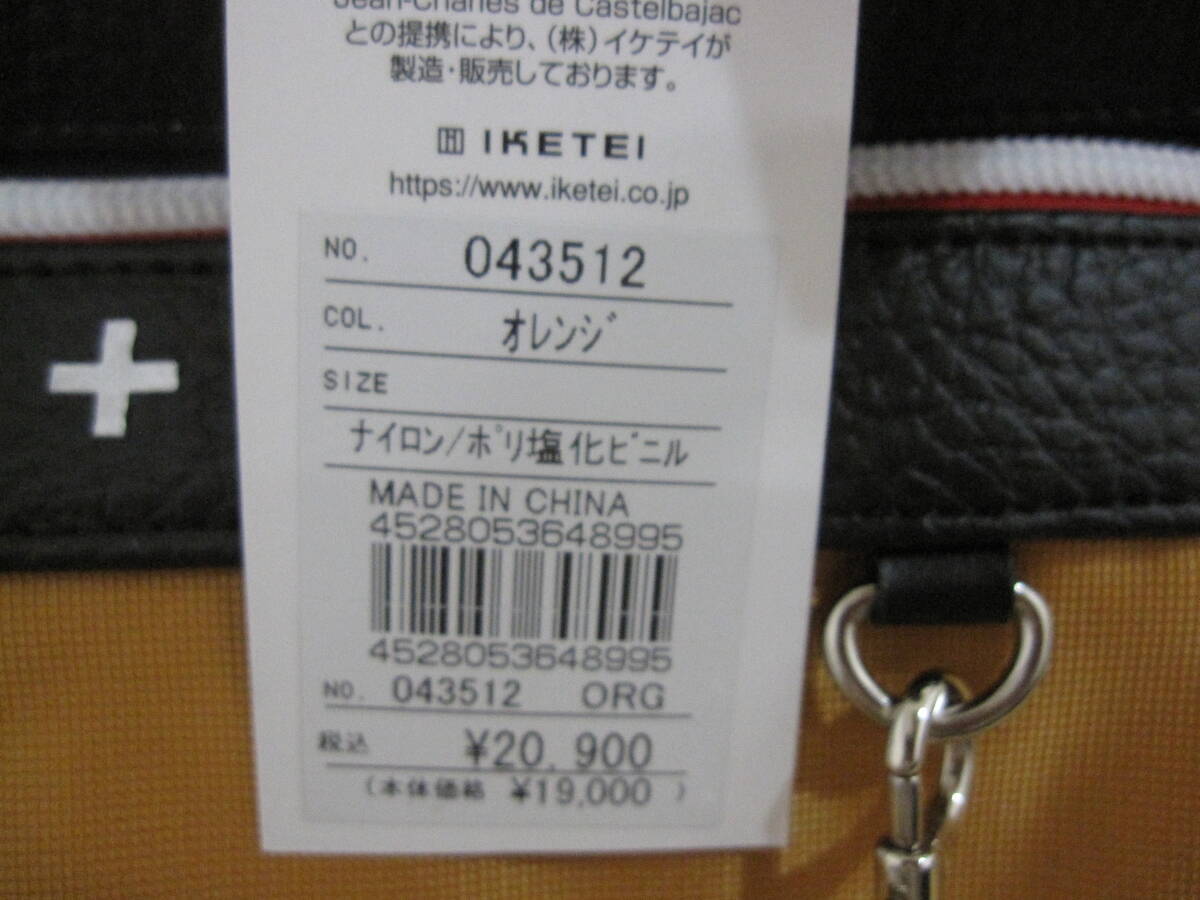 Jean-Charles de Castelbajac
との提携により、(株)イケテイが
製造・販売しております。
IKETEI
https://www.iketei.co.jp
NO. 043512
COL. オレンジ
SIZE
ナイロン/ポリ塩化ビニル
MADE IN CHINA
4528053648995
4528053648995
NO. 043512 ORG
税込 ¥20,900
(本体価格 ¥19,000 )